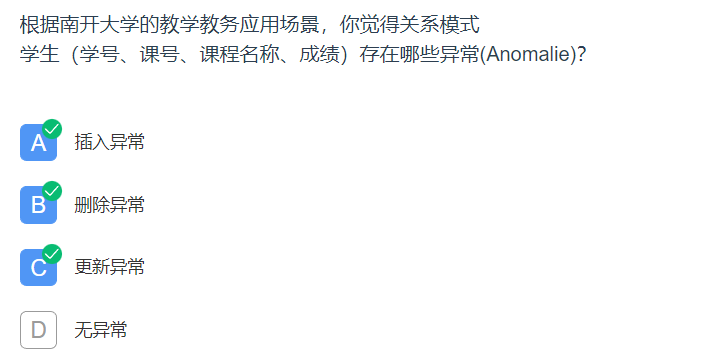 根据南开大学的教学教务应用场景，你觉得关系模式
学生（学号、课号、课程名称、成绩）存在哪些异常(Anomalie)?
A 插入异常
B 删除异常
C 更新异常
D 无异常